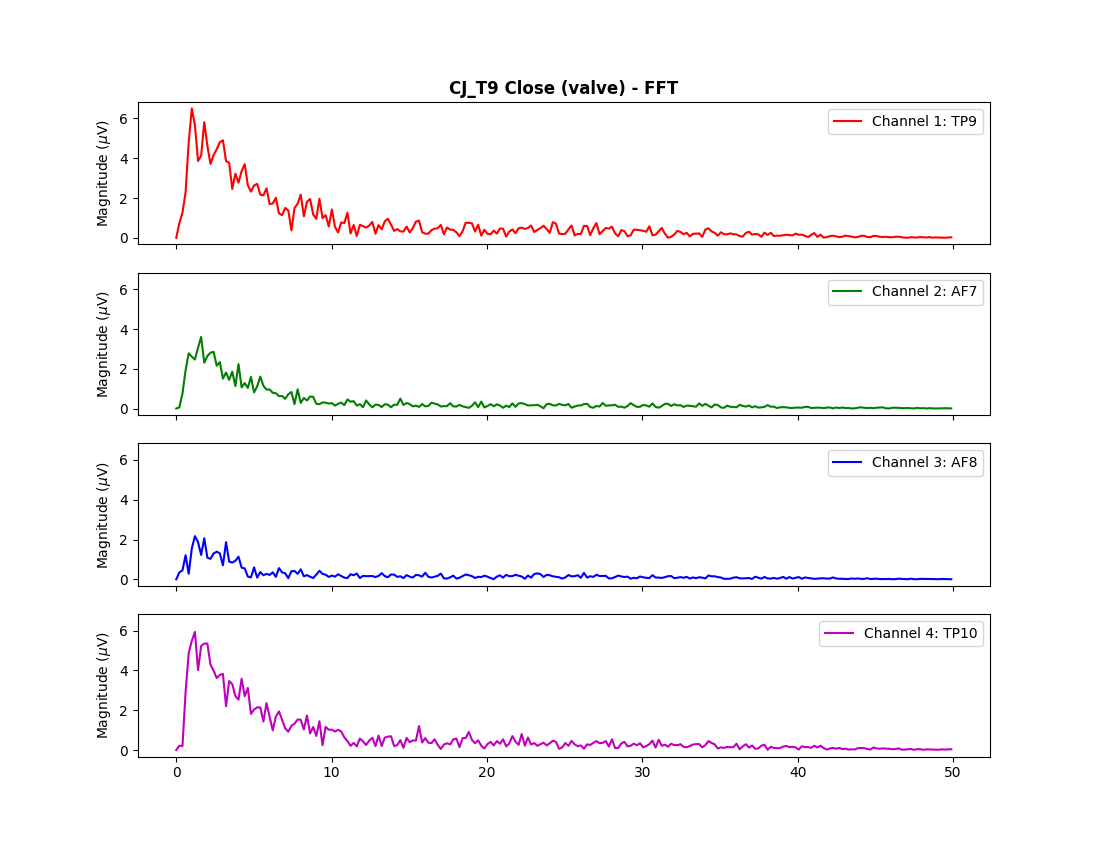 CJ_T9 Close (valve) - FFT
6
4
2
0
Magnitude (μV)
Channel 1: TP9
6
4
2
0
Magnitude (μV)
Channel 2: AF7
6
4
2
0
Magnitude (μV)
Channel 3: AF8
6
4
2
0
Magnitude (μV)
Channel 4: TP10
0 10 20 30 40 50